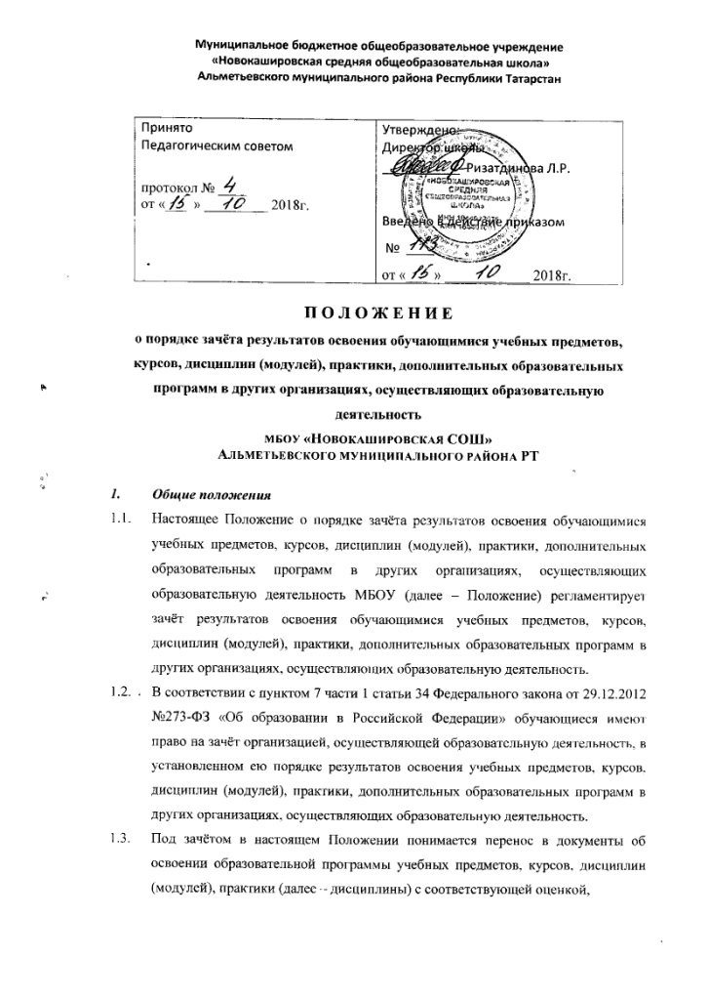 Муниципальное бюджетное общеобразовательное учреждение
«Новокашировская средняя общеобразовательная школа»
Альметьевского муниципального района Республики Татарстан
Принято
Педагогическим советом
протокол № 4
от « 15 » 10 2018г.
Утверждено:
Директор школы
Ризатдинова Л.Р.
«НОВОКАШИРОВСКАЯ
СРЕДНЯЯ
ОБЩЕОБРАЗОВАТЕЛЬНАЯ
ШКОЛА»
Введено в действие приказом
№ 113
от « 15 » 10 2018г.
ПОЛОЖЕНИЕ
о порядке зачёта результатов освоения обучающимися учебных предметов,
курсов, дисциплин (модулей), практики, дополнительных образовательных
программ в других организациях, осуществляющих образовательную
деятельность
МБОУ «Новокашировская СОШ»
Альметьевского муниципального района РТ
1. Общие положения
1.1. Настоящее Положение о порядке зачёта результатов освоения обучающимися
учебных предметов, курсов, дисциплин (модулей), практики, дополнительных
образовательных программ в других организациях, осуществляющих
образовательную деятельность МБОУ (далее – Положение) регламентирует
зачёт результатов освоения обучающимися учебных предметов, курсов,
дисциплин (модулей), практики, дополнительных образовательных программ в
других организациях, осуществляющих образовательную деятельность.
1.2. В соответствии с пунктом 7 части 1 статьи 34 Федерального закона от 29.12.2012
№273-ФЗ «Об образовании в Российской Федерации» обучающиеся имеют
право на зачёт организацией, осуществляющей образовательную деятельность, в
установленном ею порядке результатов освоения учебных предметов, курсов,
дисциплин (модулей), практики, дополнительных образовательных программ в
других организациях, осуществляющих образовательную деятельность.
1.3. Под зачётом в настоящем Положении понимается перенос в документы об
освоении образовательной программы учебных предметов, курсов, дисциплин
(модулей), практики (далее – дисциплины) с соответствующей оценкой,